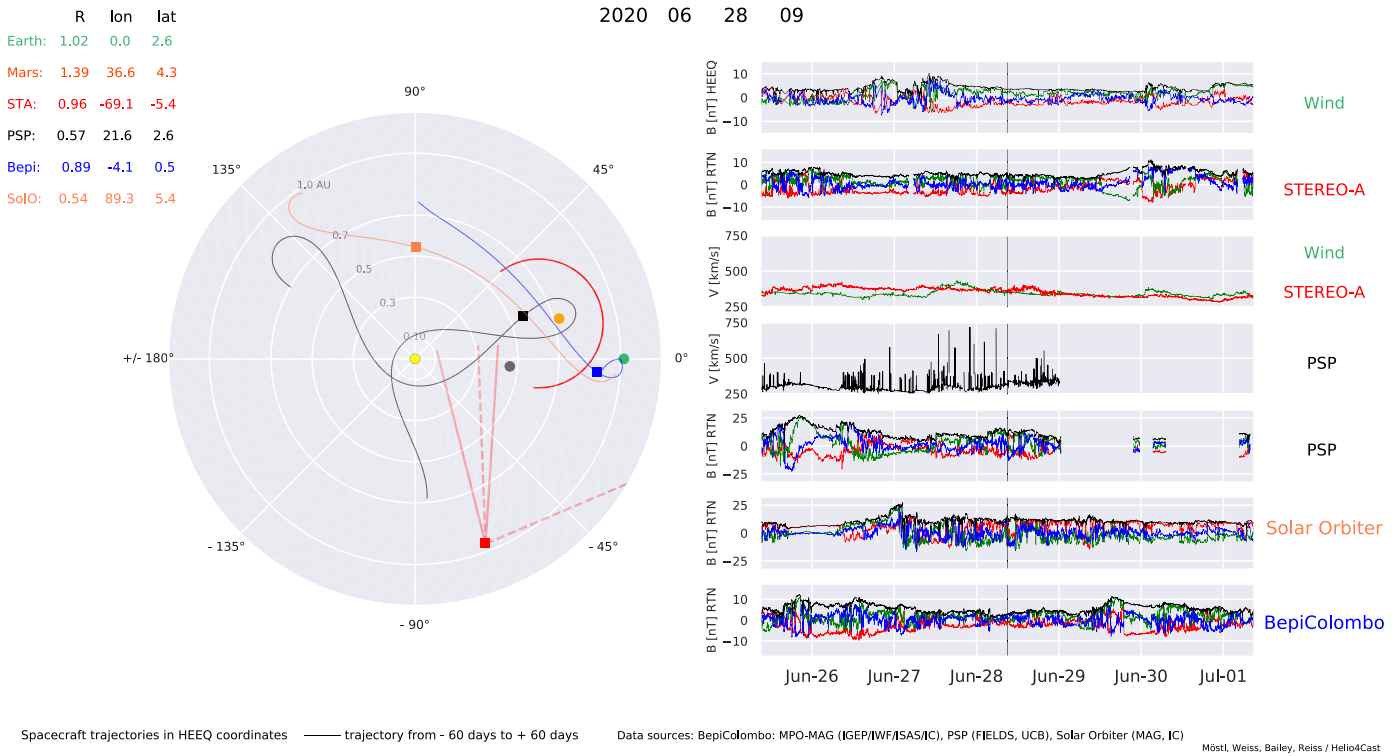 2020 06 28 09
R lon lat
Earth: 1.02 0.0 2.6
Mars: 1.39 36.6 4.3
STA: 0.96 -69.1 -5.4
PSP: 0.57 21.6 2.6
Bepi: 0.89 -4.1 0.5
SolO: 0.54 89.3 5.4
90°
135°
45°
1.0 AU
0.7
0.5
0.3
0.10
+/- 180°
0°
- 135°
- 45°
- 90°
B [nT] HEEQ
10
0
−10
Wind
B [nT] RTN
10
0
−10
STEREO-A
V [km/s]
750
500
250
Wind
STEREO-A
V [km/s]
750
500
250
PSP
B [nT] RTN
25
0
−25
PSP
B [nT] RTN
25
0
−25
Solar Orbiter
B [nT] RTN
10
0
−10
BepiColombo
Jun-26 Jun-27 Jun-28 Jun-29 Jun-30 Jul-01
Spacecraft trajectories in HEEQ coordinates trajectory from - 60 days to + 60 days Data sources: BepiColombo: MPO-MAG (IGEP/IWF/ISAS/IC), PSP (FIELDS, UCB), Solar Orbiter (MAG, IC)
Möstl, Weiss, Bailey, Reiss / Helio4Cast